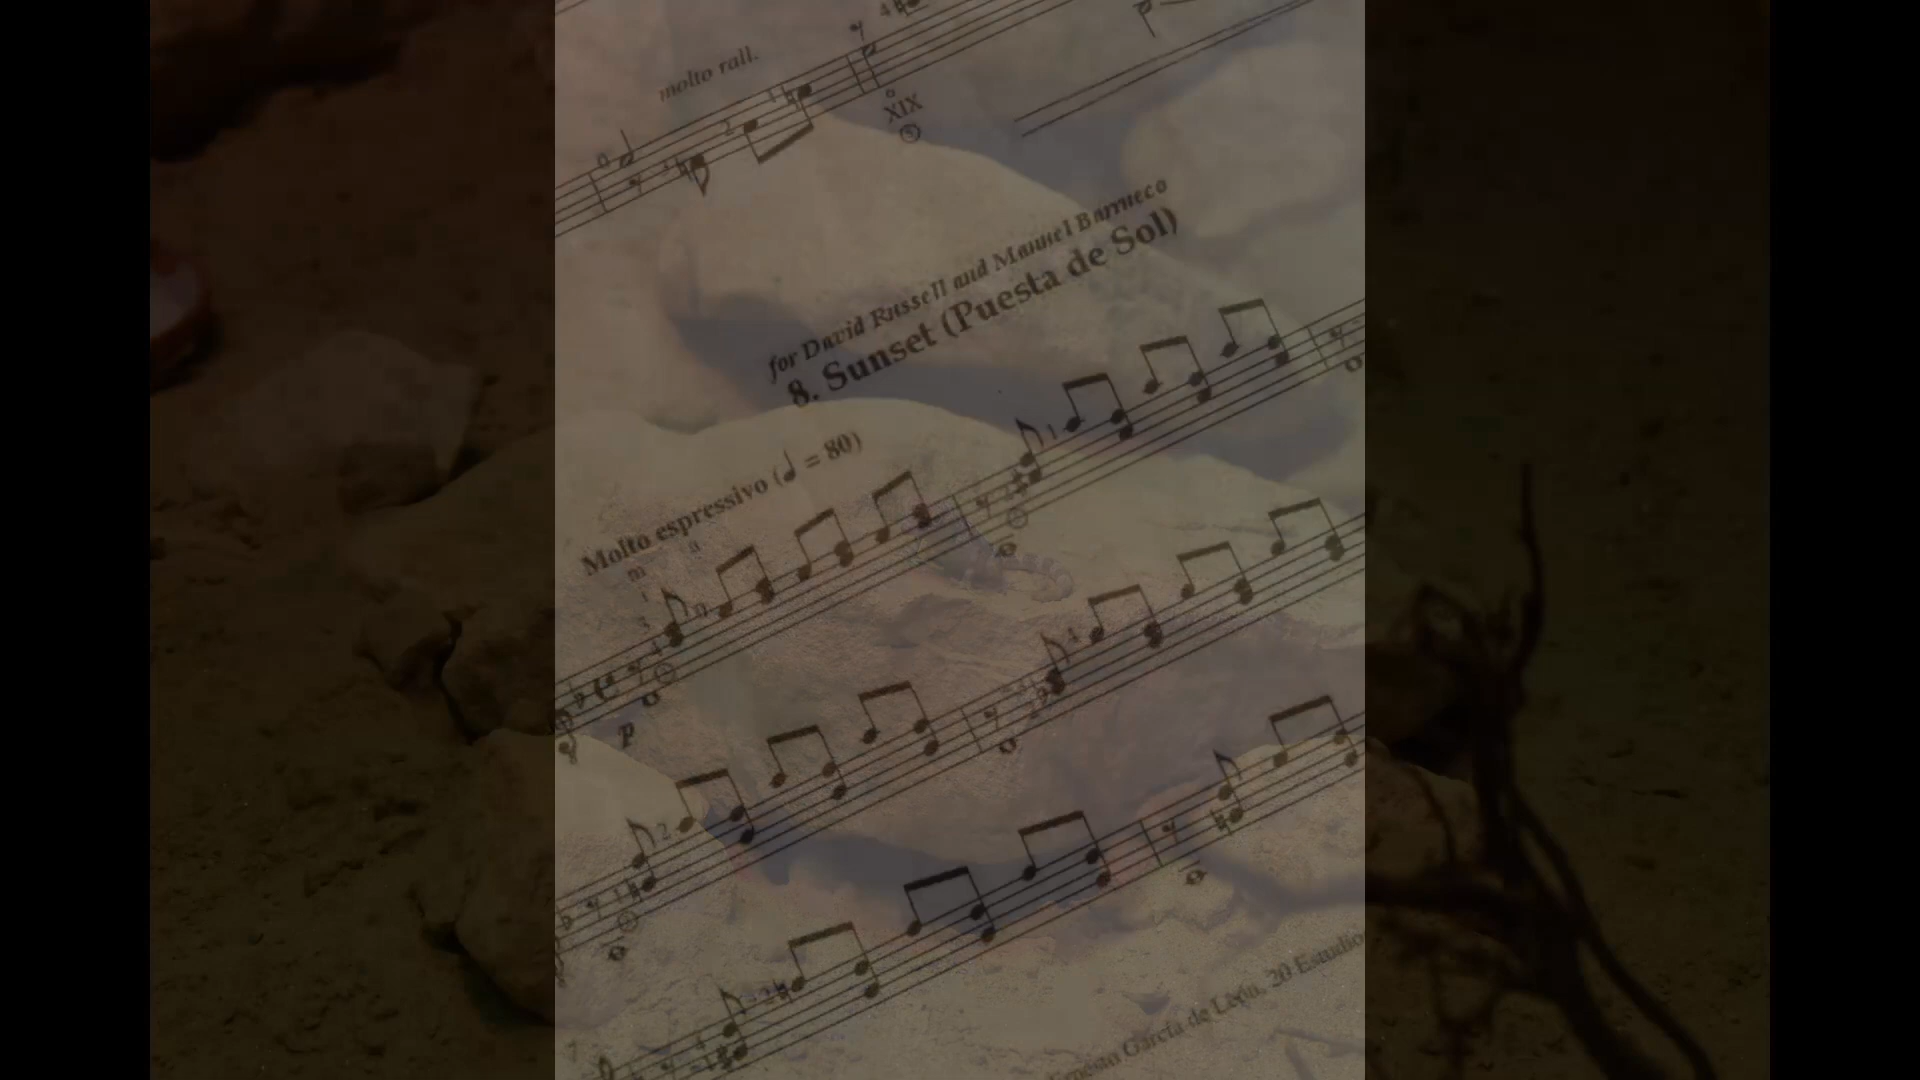 molto rall.
XIX
for David Russell and Manuel Barrueco
8. Sunset (Puesta de Sol)
Molto espressivo (♩ = 80)
a
m
i
p
Ernesto García de León, 20 Estudios